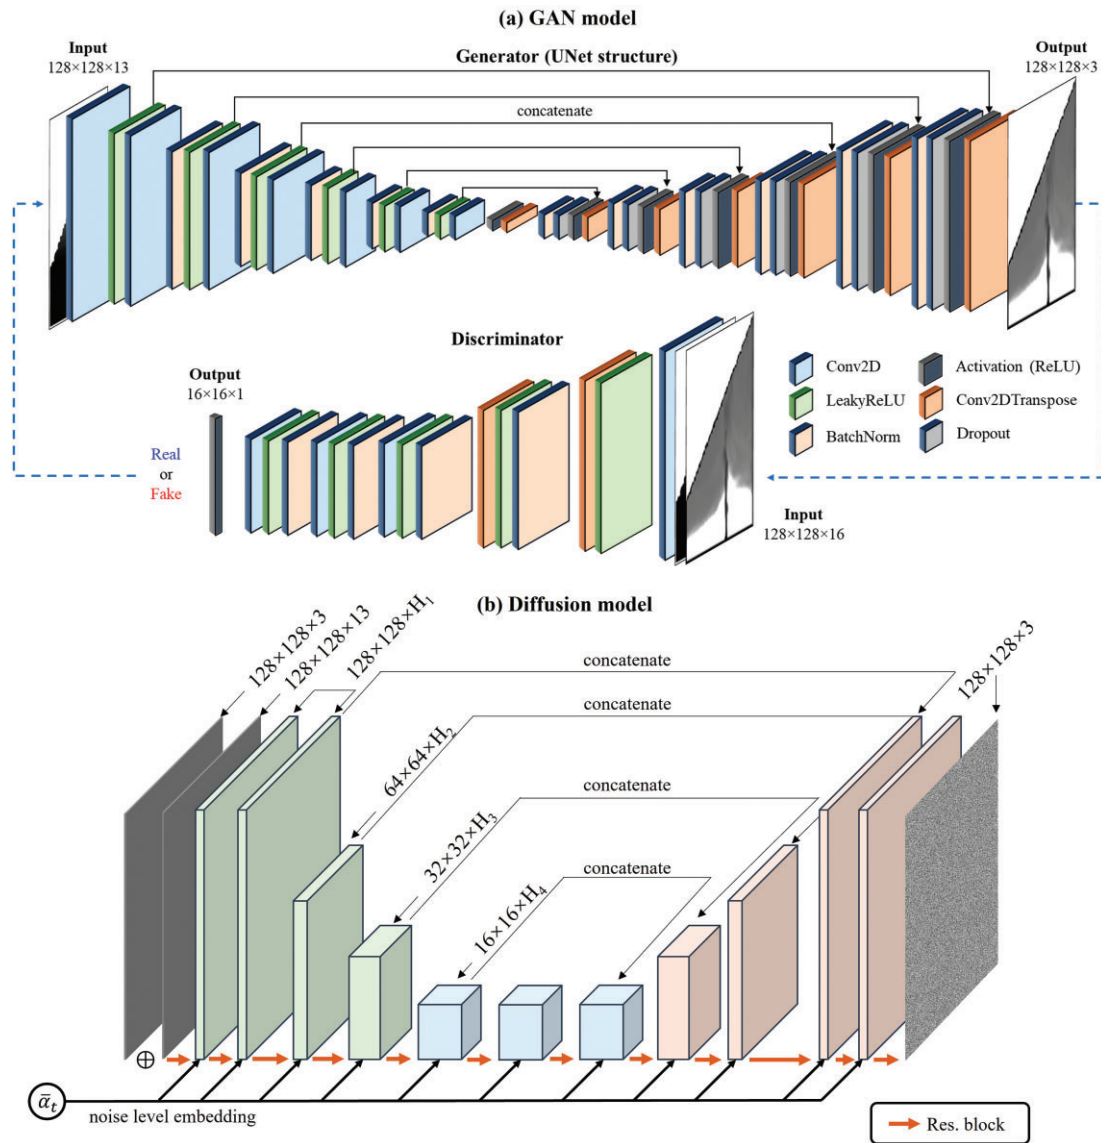 (a) GAN model
Input
128×128×13
Generator (UNet structure)
Output
128×128×3
concatenate
Discriminator
Output
16×16×1
Real
or
Fake
Input
128×128×16
Conv2D
LeakyReLU
BatchNorm
Activation (ReLU)
Conv2DTranspose
Dropout
(b) Diffusion model
128×128×3
128×128×13
128×128×H₁
64×64×H₂
32×32×H₃
16×16×H₄
concatenate
concatenate
concatenate
concatenate
128×128×3
ᾱₜ
noise level embedding
Res. block